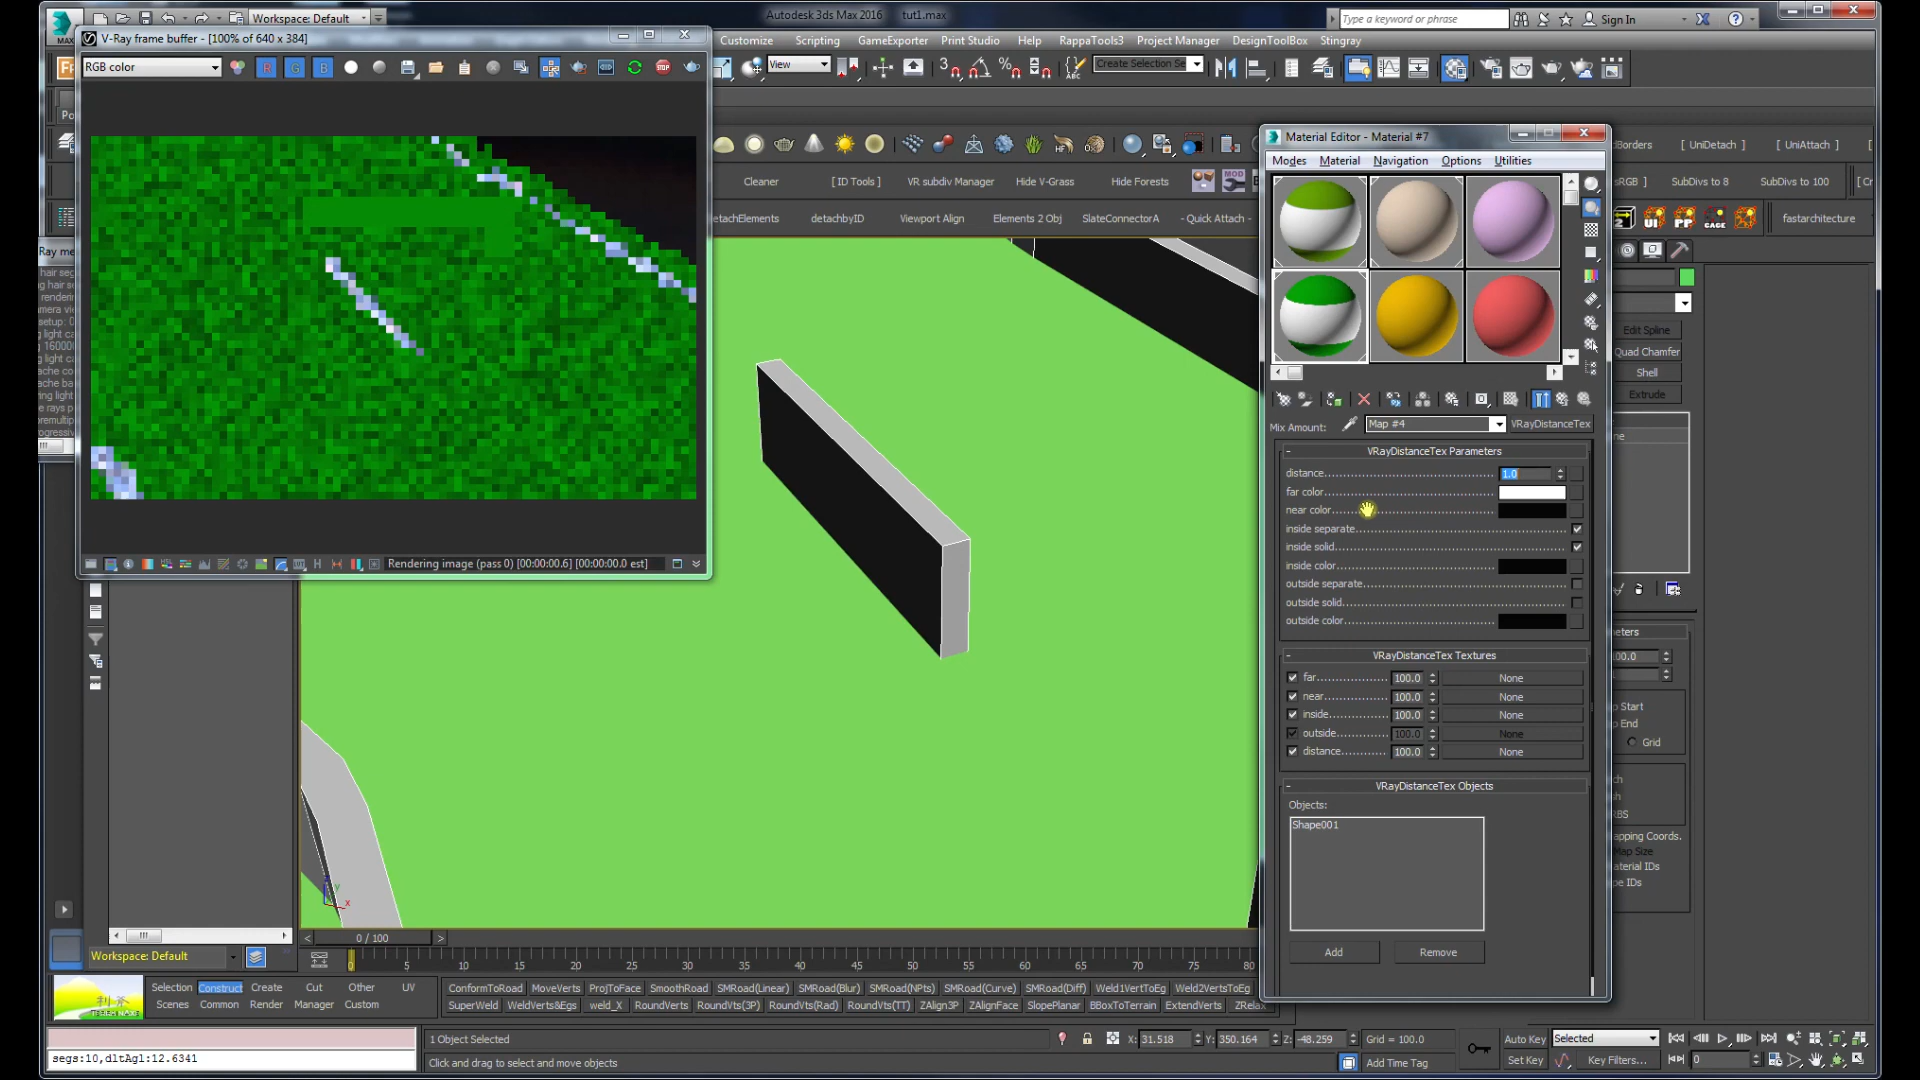 Workspace: Default
Autodesk 3ds Max 2016 tut1.max
Type a keyword or phrase
Sign In
MAX
V-Ray frame buffer - [100% of 640 x 384]
Customize Scripting GameExporter Print Studio Help RappaTools3 Project Manager DesignToolBox Stingray
RGB color
View
Create Selection Se
Material Editor - Material #7
Modes Material Navigation Options Utilities
[ UniDetach ] [ UniAttach ]
Cleaner [ ID Tools ] VR subdiv Manager Hide V-Grass Hide Forests
SubDivs to 8 SubDivs to 100
detachbyID Viewport Align Elements 2 Obj SlateConnectorA - Quick Attach -
fastarchitecture
Edit Spline
Quad Chamfer
Shell
Extrude
Mix Amount: Map #4 VRayDistanceTex
VRayDistanceTex Parameters
distance 1.0
far color
near color
inside separate
inside solid
inside color
outside separate
outside solid
outside color
VRayDistanceTex Textures
far 100.0 None
near 100.0 None
inside 100.0 None
outside 100.0 None
distance 100.0 None
VRayDistanceTex Objects
Objects:
Shape001
Add Remove
Grid
Rendering image (pass 0) [00:00:00.6] [00:00:00.0 est]
0 / 100
Workspace: Default
0 5 10 15 20 25 30 35 40 45 50 55 60 65 70 75 80
Selection Construct Create Cut Other UV
Scenes Common Render Manager Custom
ConformToRoad MoveVerts ProjToFace SmoothRoad SMRoad(Linear) SMRoad(Blur) SMRoad(NPts) SMRoad(Curve) SMRoad(Diff) Weld1VertToEg Weld2VertsToEg
SuperWeld WeldVerts&Egs weld_X RoundVerts RoundVts(3P) RoundVts(Rad) RoundVts(TT) ZAlign3P ZAlignFace SlopePlanar BBoxToTerrain ExtendVerts ZRelax
segs:10,dltAgl:12.6341
1 Object Selected
Click and drag to select and move objects
X: 31.518 Y: 350.164 Z: -48.259 Grid = 100.0
Add Time Tag
Auto Key Selected
Set Key Key Filters... 0